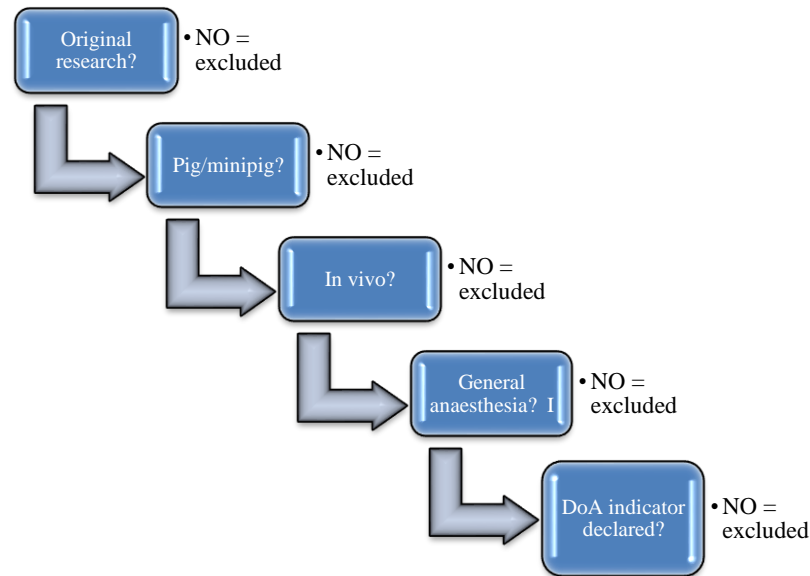 Original
research?
• NO =
excluded
Pig/minipig?
• NO =
excluded
In vivo?
• NO =
excluded
General
anaesthesia? I
• NO =
excluded
DoA indicator
declared?
• NO =
excluded